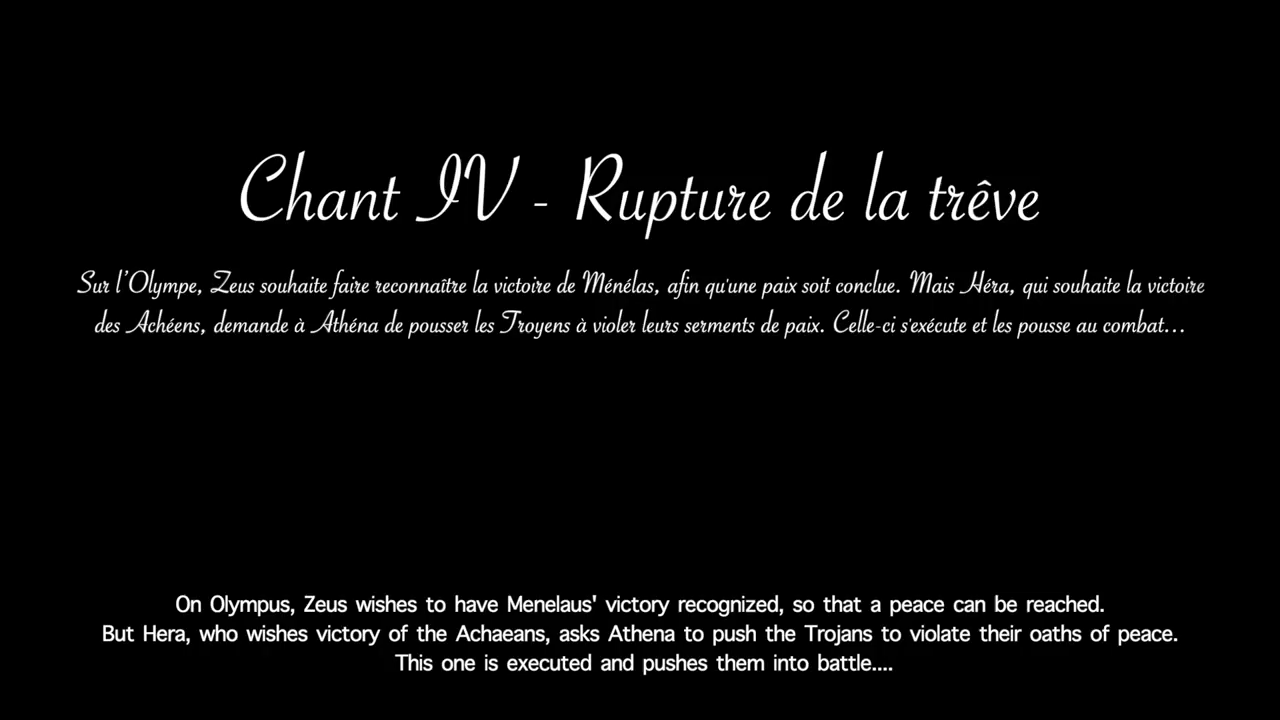 Chant IV - Rupture de la trêve
Sur l'Olympe, Zeus souhaite faire reconnaître la victoire de Ménélas, afin qu'une paix soit conclue. Mais Héra, qui souhaite la victoire
des Achéens, demande à Athéna de pousser les Troyens à violer leurs serments de paix. Celle-ci s'exécute et les pousse au combat...
On Olympus, Zeus wishes to have Menelaus' victory recognized, so that a peace can be reached.
But Hera, who wishes victory of the Achaeans, asks Athena to push the Trojans to violate their oaths of peace.
This one is executed and pushes them into battle....